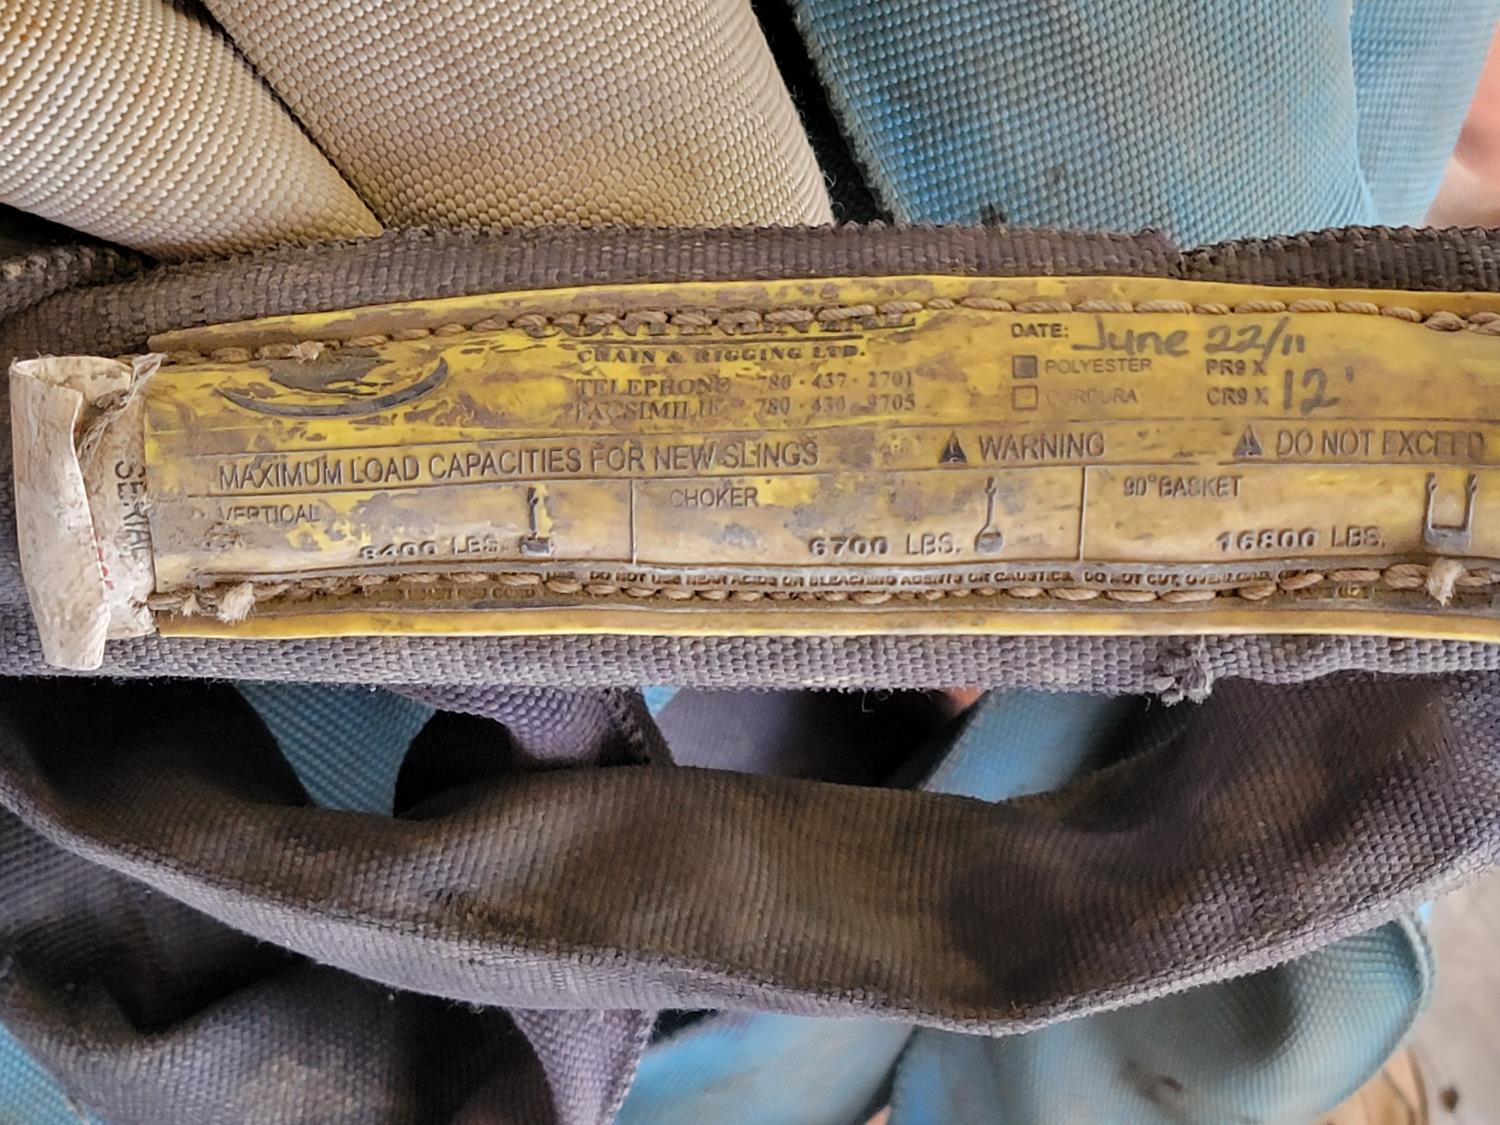 CONTINENTAL
CHAIN & RIGGING LTD.
TELEPHONE 780 · 437 · 2701
FACSIMILE 780 · 430 · 9705
DATE: June 22/11
POLYESTER PR9 X
CORDURA CR9 X 12'
MAXIMUM LOAD CAPACITIES FOR NEW SLINGS WARNING DO NOT EXCEED
VERTICAL
8400 LBS.
CHOKER
6700 LBS.
90° BASKET
16800 LBS.
DO NOT USE NEAR ACIDS OR BLEACHING AGENTS OR CAUSTICS. DO NOT CUT, OVERLOAD,
SERIAL